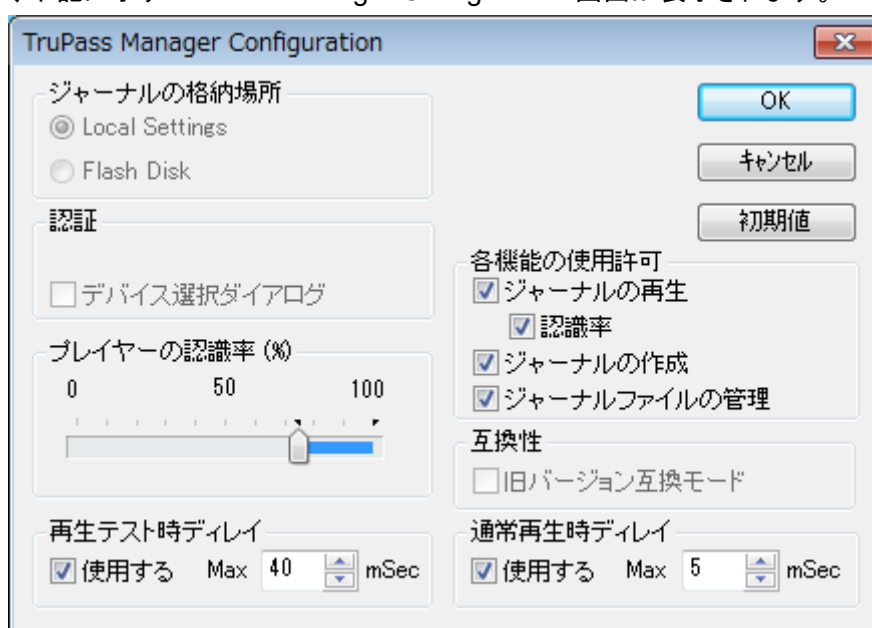 TruPass Manager Configuration
ジャーナルの格納場所
Local Settings
Flash Disk
認証
デバイス選択ダイアログ
プレイヤーの認識率 (%)
0 50 100
再生テスト時ディレイ
使用する Max 40 mSec
OK
キャンセル
初期値
各機能の使用許可
ジャーナルの再生
認識率
ジャーナルの作成
ジャーナルファイルの管理
互換性
旧バージョン互換モード
通常再生時ディレイ
使用する Max 5 mSec